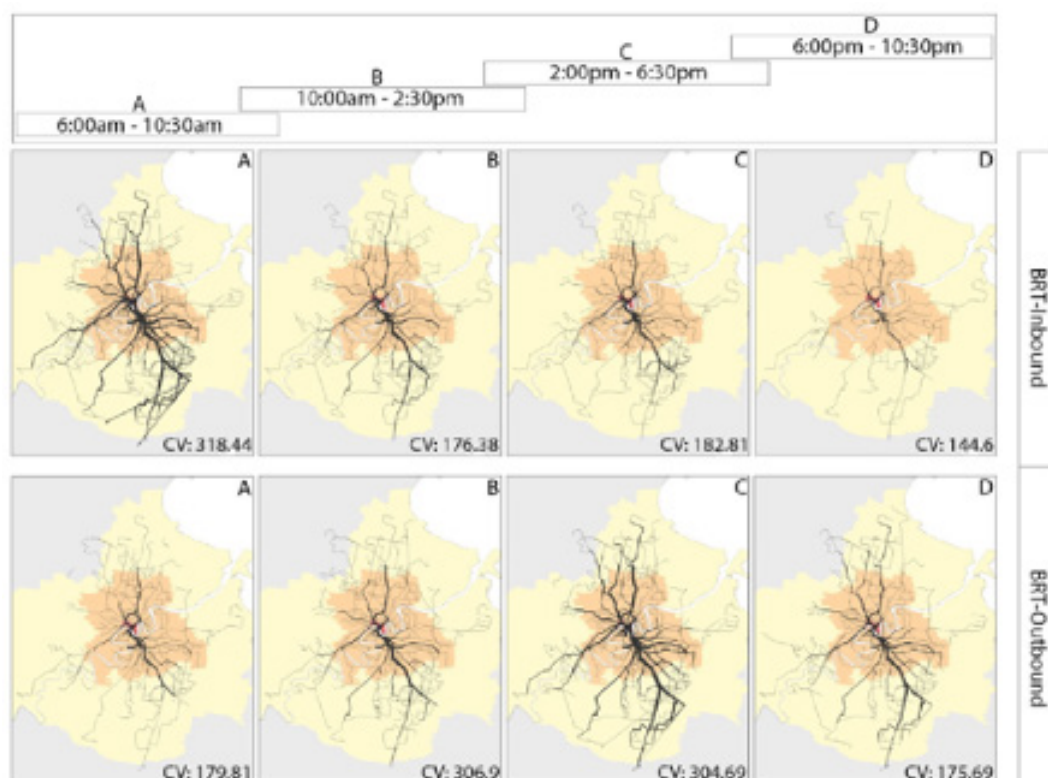 D
6:00pm - 10:30pm
C
2:00pm - 6:30pm
B
10:00am - 2:30pm
A
6:00am - 10:30am
A
B
C
D
CV: 318.44
CV: 176.38
CV: 182.81
CV: 144.6
BRT-Inbound
A
B
C
D
CV: 179.81
CV: 306.9
CV: 304.69
CV: 175.69
BRT-Outbound